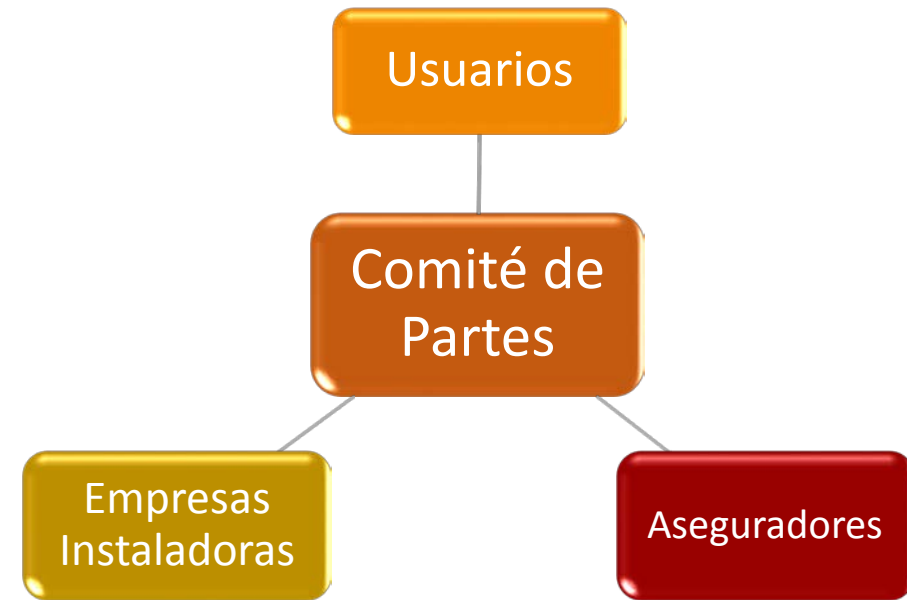 Usuarios
Comité de
Partes
Empresas
Instaladoras
Aseguradores